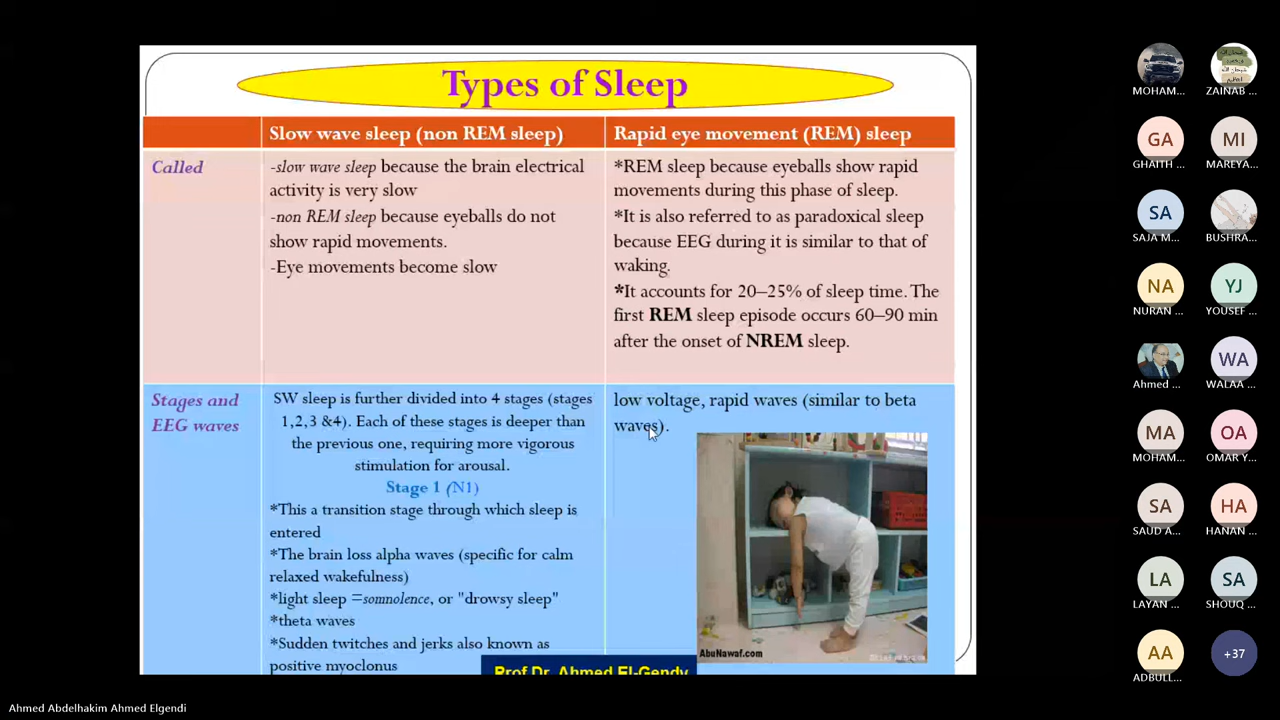 Types of Sleep
Slow wave sleep (non REM sleep)
Rapid eye movement (REM) sleep
Called
-slow wave sleep because the brain electrical
activity is very slow
-non REM sleep because eyeballs do not
show rapid movements.
-Eye movements become slow
*REM sleep because eyeballs show rapid
movements during this phase of sleep.
*It is also referred to as paradoxical sleep
because EEG during it is similar to that of
waking.
*It accounts for 20–25% of sleep time. The
first REM sleep episode occurs 60–90 min
after the onset of NREM sleep.
Stages and
EEG waves
SW sleep is further divided into 4 stages (stages
1,2,3 &4). Each of these stages is deeper than
the previous one, requiring more vigorous
stimulation for arousal.
Stage 1 (N1)
*This a transition stage through which sleep is
entered
*The brain loss alpha waves (specific for calm
relaxed wakefulness)
*light sleep =somnolence, or "drowsy sleep"
*theta waves
*Sudden twitches and jerks also known as
positive myoclonus
low voltage, rapid waves (similar to beta
waves).
AbuNawaf.com
Prof Dr. Ahmed El-Gendy
MOHAM...
ZAINAB ...
GA
MI
GHAITH ...
MAREYA...
SA
SAJA M...
BUSHRA...
NA
YJ
NURAN ...
YOUSEF ...
WA
Ahmed ...
WALAA ...
MA
OA
MOHAM...
OMAR Y...
SA
HA
SAUD A...
HANAN ...
LA
SA
LAYAN ...
SHOUQ ...
AA
+37
ADBULL...
Ahmed Abdelhakim Ahmed Elgendi